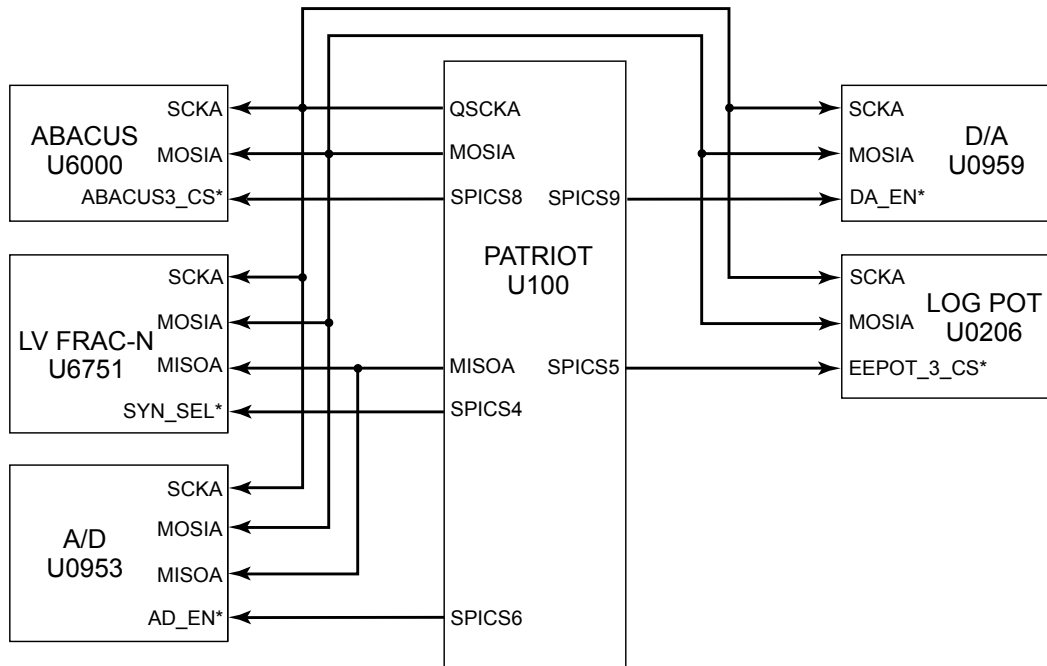 ABACUS
U6000
SCKA
MOSIA
ABACUS3_CS*
LV FRAC-N
U6751
SCKA
MOSIA
MISOA
SYN_SEL*
A/D
U0953
SCKA
MOSIA
MISOA
AD_EN*
PATRIOT
U100
QSCKA
MOSIA
SPICS8
SPICS9
MISOA
SPICS5
SPICS4
SPICS6
D/A
U0959
SCKA
MOSIA
DA_EN*
LOG POT
U0206
SCKA
MOSIA
EEPOT_3_CS*